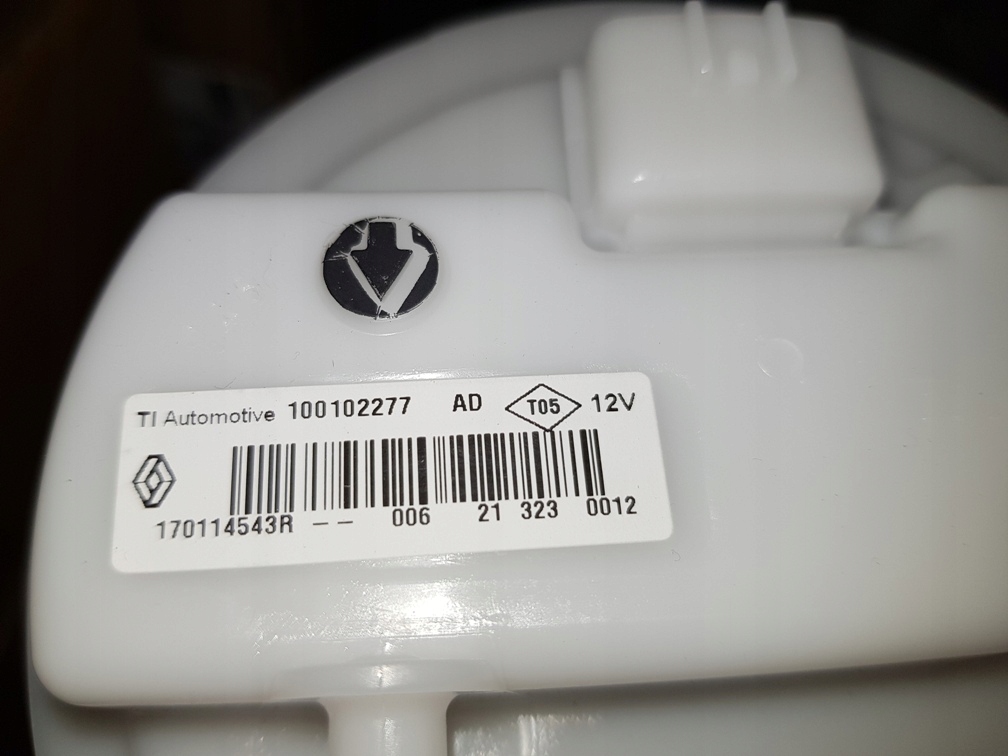 TI Automotive 100102277 AD T05 12V
170114543R -- 006 21 323 0012